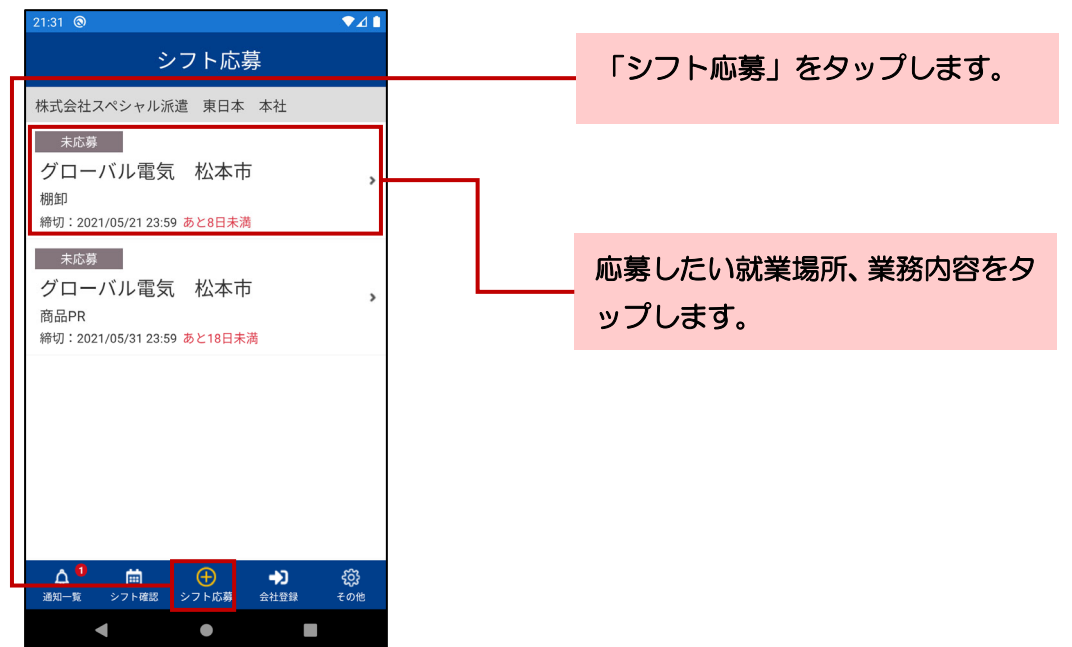 21:31
シフト応募
株式会社スペシャル派遣　東日本　本社
未応募
グローバル電気　松本市
棚卸
締切：2021/05/21 23:59 あと8日未満
未応募
グローバル電気　松本市
商品PR
締切：2021/05/31 23:59 あと18日未満
1
通知一覧 シフト確認 シフト応募 会社登録 その他
「シフト応募」をタップします。
応募したい就業場所、業務内容をタ
ップします。